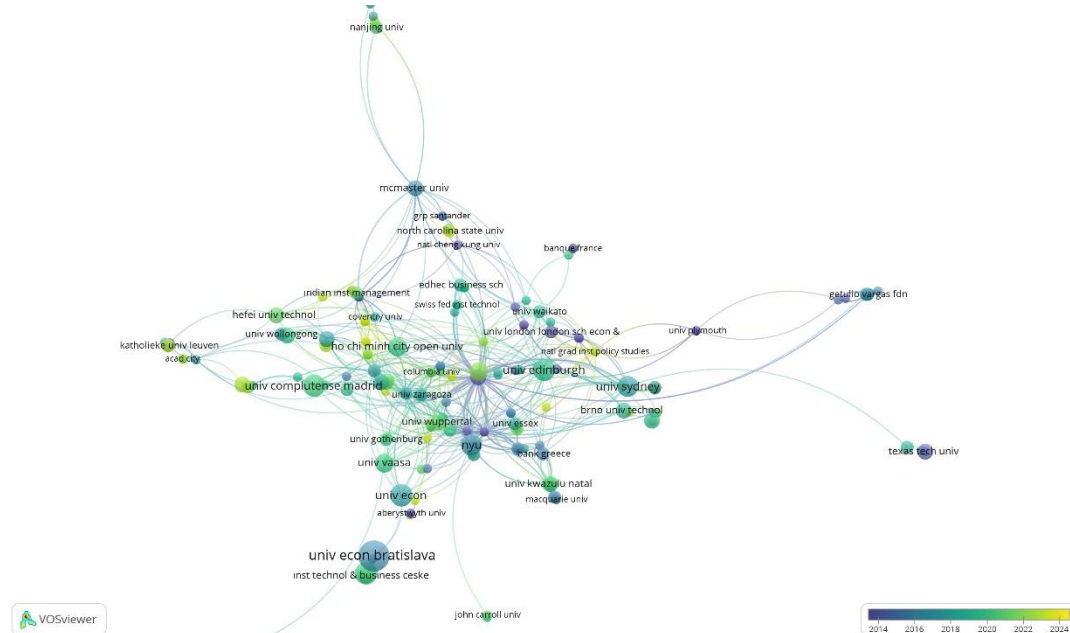 nanjing univ
mcmaster univ
grp santander
north carolina state univ
natl cheng kung univ
banque france
edhec business sch
indian inst management
getulio vargas fdn
swiss fed inst technol
univ waikato
hefei univ technol
coventry univ
univ london london sch econ &
univ plymouth
univ wollongong
katholieke univ leuven
ho chi minh city open univ
natl grad inst policy studies
acad city
columbia univ
univ edinburgh
univ complutense madrid
univ sydney
univ zaragoza
brno univ technol
univ wuppertal
univ essex
univ gothenburg
nyu
bank greece
texas tech univ
univ vaasa
univ kwazulu natal
univ econ
macquarie univ
aberystwyth univ
univ econ bratislava
inst technol & business ceske
john carroll univ
VOSviewer
2014 2016 2018 2020 2022 2024